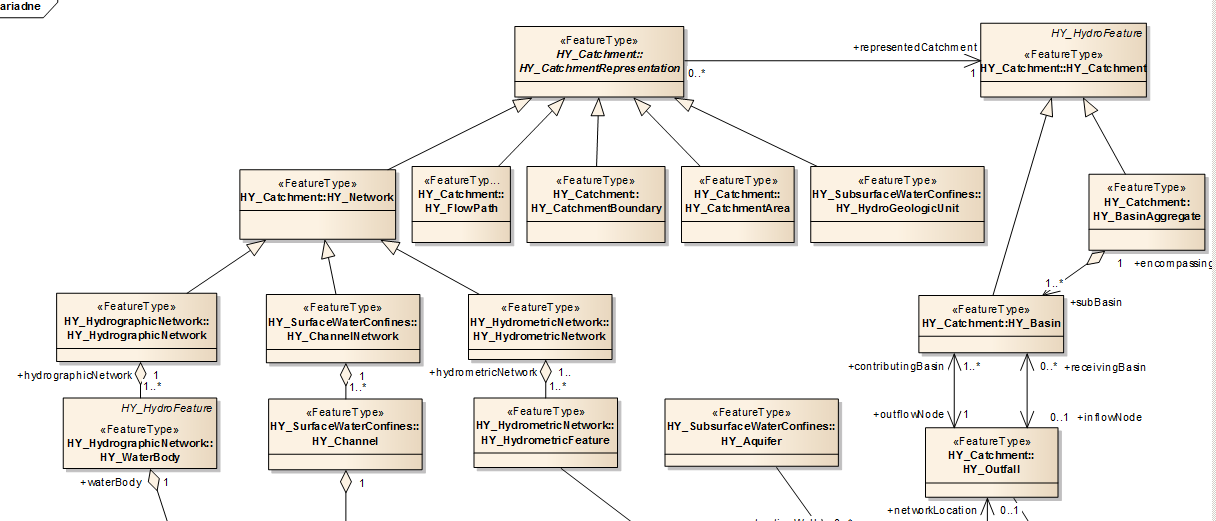 ariadne
«FeatureType»
HY_Catchment::
HY_CatchmentRepresentation
0..*
+representedCatchment
1
HY_HydroFeature
«FeatureType»
HY_Catchment::HY_Catchment
«FeatureType»
HY_Catchment::HY_Network
«FeatureTyp...
HY_Catchment::
HY_FlowPath
«FeatureType»
HY_Catchment::
HY_CatchmentBoundary
«FeatureType»
HY_Catchment::
HY_CatchmentArea
«FeatureType»
HY_SubsurfaceWaterConfines::
HY_HydroGeologicUnit
«FeatureType»
HY_Catchment::
HY_BasinAggregate
1 +encompassing
1..*
+subBasin
«FeatureType»
HY_HydrographicNetwork::
HY_HydrographicNetwork
«FeatureType»
HY_SurfaceWaterConfines::
HY_ChannelNetwork
«FeatureType»
HY_HydrometricNetwork::
HY_HydrometricNetwork
«FeatureType»
HY_Catchment::HY_Basin
+hydrographicNetwork 1
1..*
1
1..*
+hydrometricNetwork 1..
1..*
+contributingBasin 1..*
0..* +receivingBasin
+outflowNode 1
0..1 +inflowNode
HY_HydroFeature
«FeatureType»
HY_HydrographicNetwork::
HY_WaterBody
«FeatureType»
HY_SurfaceWaterConfines::
HY_Channel
«FeatureType»
HY_HydrometricNetwork::
HY_HydrometricFeature
«FeatureType»
HY_SubsurfaceWaterConfines::
HY_Aquifer
«FeatureType»
HY_Catchment::
HY_Outfall
+waterBody 1
1
+networkLocation 0..1